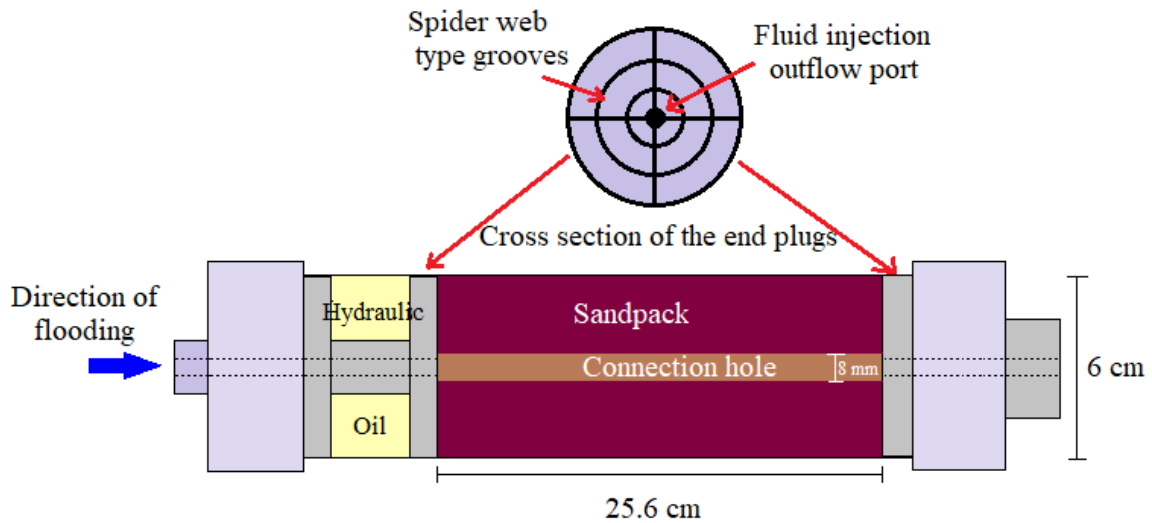 Spider web
type grooves
Fluid injection
outflow port
Cross section of the end plugs
Direction of
flooding
Hydraulic
Oil
Sandpack
Connection hole
8 mm
6 cm
25.6 cm